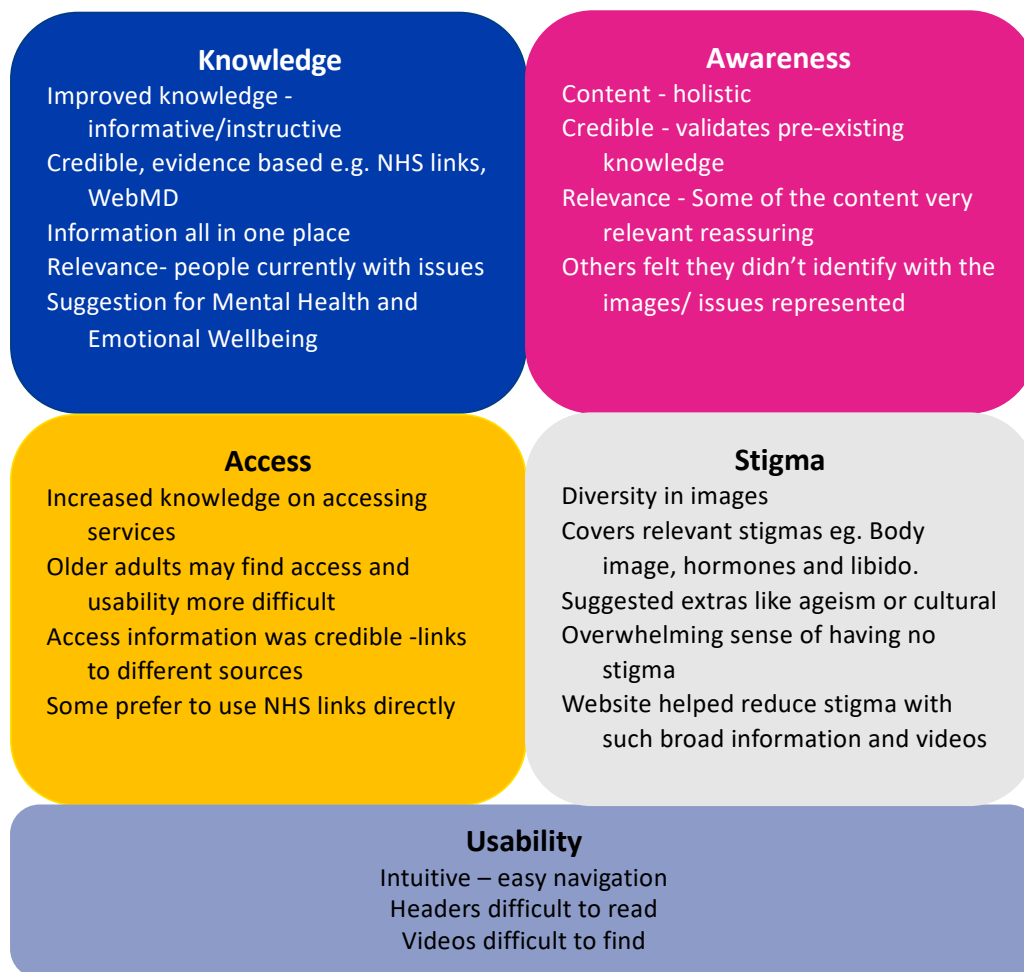 Knowledge
Improved knowledge -
informative/instructive
Credible, evidence based e.g. NHS links,
WebMD
Information all in one place
Relevance- people currently with issues
Suggestion for Mental Health and
Emotional Wellbeing
Awareness
Content - holistic
Credible - validates pre-existing
knowledge
Relevance - Some of the content very
relevant reassuring
Others felt they didn’t identify with the
images/ issues represented
Access
Increased knowledge on accessing
services
Older adults may find access and
usability more difficult
Access information was credible -links
to different sources
Some prefer to use NHS links directly
Stigma
Diversity in images
Covers relevant stigmas eg. Body
image, hormones and libido.
Suggested extras like ageism or cultural
Overwhelming sense of having no
stigma
Website helped reduce stigma with
such broad information and videos
Usability
Intuitive – easy navigation
Headers difficult to read
Videos difficult to find